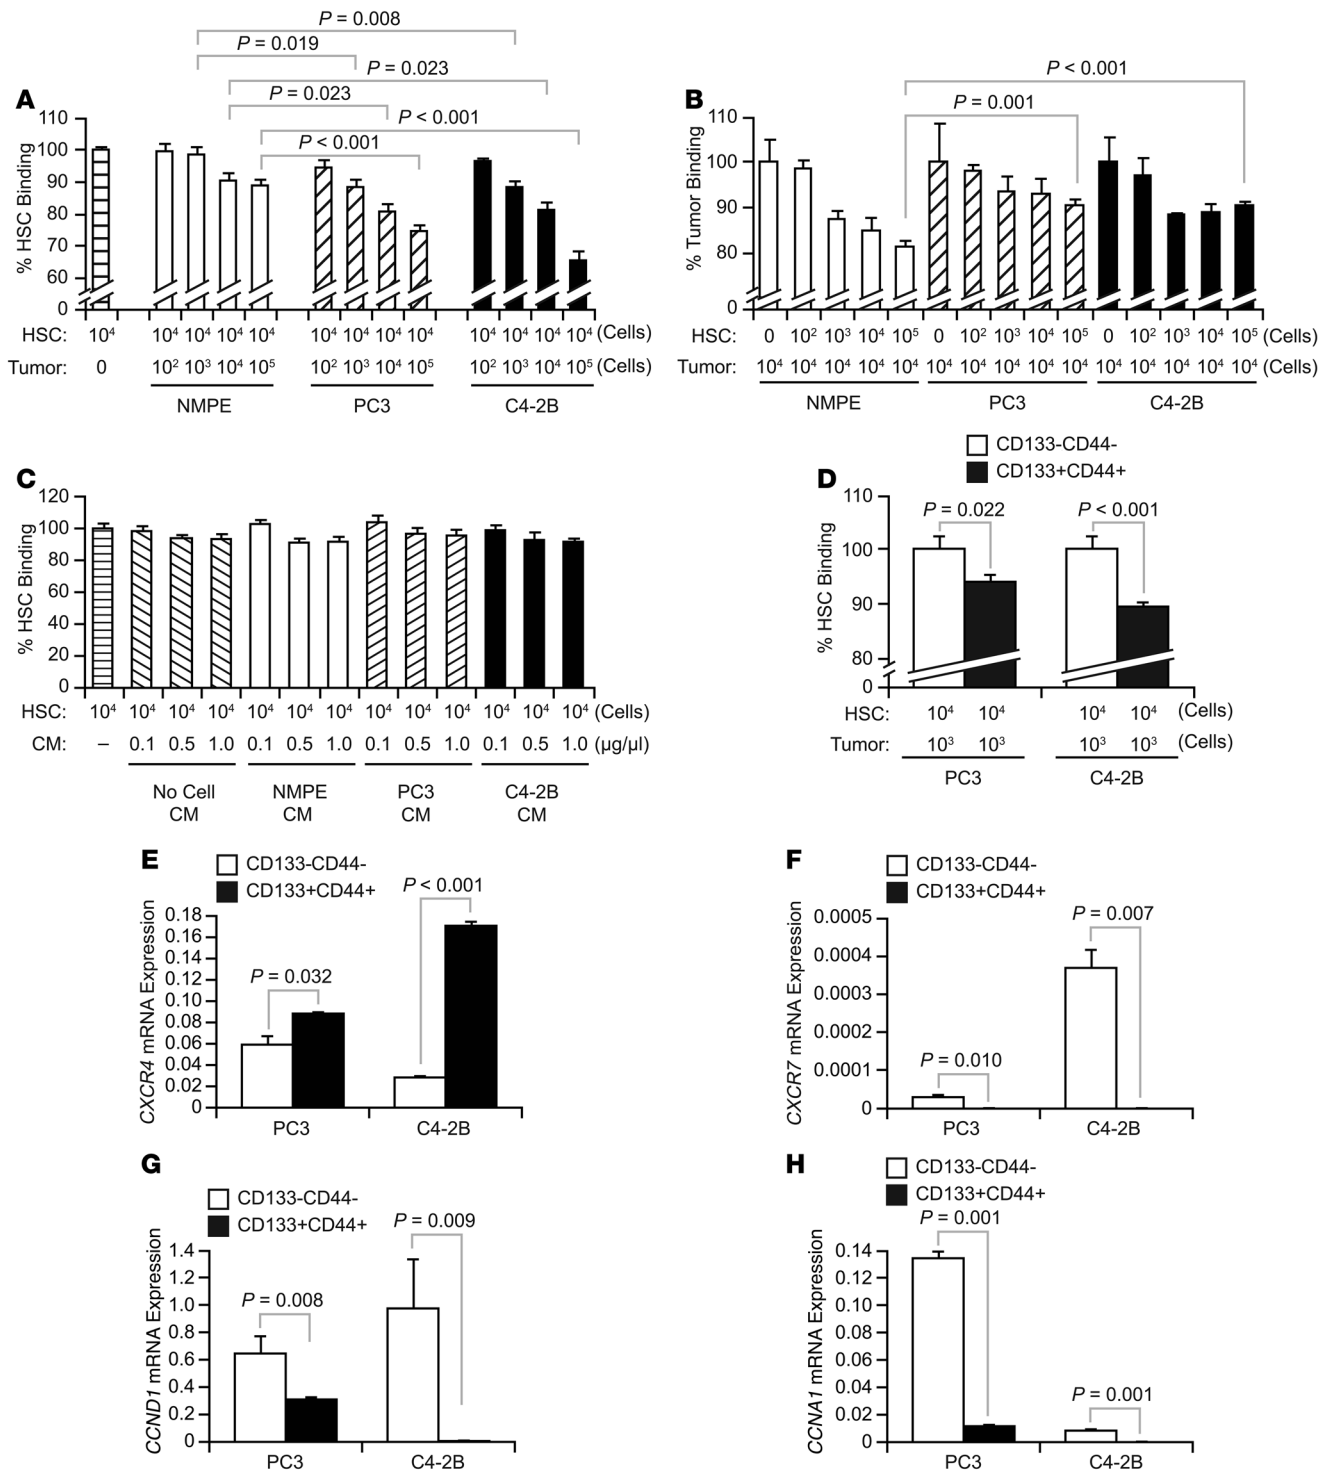 A
P = 0.008
P = 0.019
P = 0.023
P = 0.023
P < 0.001
P < 0.001
% HSC Binding
110
100
90
80
70
60
0
HSC: 10⁴ 10⁴ 10⁴ 10⁴ 10⁴ 10⁴ 10⁴ 10⁴ 10⁴ 10⁴ 10⁴ 10⁴ 10⁴ (Cells)
Tumor: 0 10² 10³ 10⁴ 10⁵ 10² 10³ 10⁴ 10⁵ 10² 10³ 10⁴ 10⁵ (Cells)
NMPE PC3 C4-2B
B
P < 0.001
P = 0.001
% Tumor Binding
110
100
90
80
0
HSC: 0 10² 10³ 10⁴ 10⁵ 0 10² 10³ 10⁴ 10⁵ 0 10² 10³ 10⁴ 10⁵ (Cells)
Tumor: 10⁴ 10⁴ 10⁴ 10⁴ 10⁴ 10⁴ 10⁴ 10⁴ 10⁴ 10⁴ 10⁴ 10⁴ 10⁴ 10⁴ 10⁴ (Cells)
NMPE PC3 C4-2B
C
% HSC Binding
120
100
80
60
40
20
0
HSC: 10⁴ 10⁴ 10⁴ 10⁴ 10⁴ 10⁴ 10⁴ 10⁴ 10⁴ 10⁴ 10⁴ 10⁴ 10⁴ (Cells)
CM: – 0.1 0.5 1.0 0.1 0.5 1.0 0.1 0.5 1.0 0.1 0.5 1.0 (μg/μl)
No Cell NMPE PC3 C4-2B
CM CM CM CM
D
CD133-CD44-
CD133+CD44+
P = 0.022 P < 0.001
% HSC Binding
110
100
90
80
0
HSC: 10⁴ 10⁴ 10⁴ 10⁴ (Cells)
Tumor: 10³ 10³ 10³ 10³ (Cells)
PC3 C4-2B
E
CD133-CD44-
CD133+CD44+
P < 0.001
P = 0.032
CXCR4 mRNA Expression
0.18
0.16
0.14
0.12
0.10
0.08
0.06
0.04
0.02
0
PC3 C4-2B
F
CD133-CD44-
CD133+CD44+
P = 0.007
P = 0.010
CXCR7 mRNA Expression
0.0005
0.0004
0.0003
0.0002
0.0001
0
PC3 C4-2B
G
CD133-CD44-
CD133+CD44+
P = 0.009
P = 0.008
CCND1 mRNA Expression
1.4
1.2
1.0
0.8
0.6
0.4
0.2
0
PC3 C4-2B
H
CD133-CD44-
CD133+CD44+
P = 0.001
P = 0.001
CCNA1 mRNA Expression
0.14
0.12
0.10
0.08
0.06
0.04
0.02
0
PC3 C4-2B